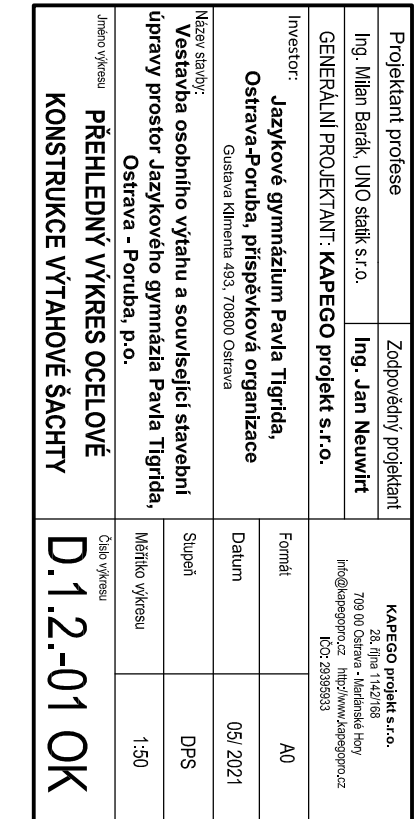 Projektant profese
Zodpovědný projektant
Ing. Milan Barák, UNO statik s.r.o.
Ing. Jan Neuwirt
GENERÁLNÍ PROJEKTANT: KAPEGO projekt s.r.o.
KAPEGO projekt s.r.o.
28. října 1142/168
709 00 Ostrava - Mariánské Hory
info@kapegopro.cz http://www.kapegopro.cz
IČO: 29395933
Investor:
Jazykové gymnázium Pavla Tigrida,
Ostrava-Poruba, příspěvková organizace
Gustava Klimenta 493, 70800 Ostrava
Formát
A0
Datum
05/ 2021
Název stavby:
Vestavba osobního výtahu a související stavební
úpravy prostor Jazykového gymnázia Pavla Tigrida,
Ostrava - Poruba, p.o.
Stupeň
DPS
Měřítko výkresu
1:50
Jméno výkresu
PŘEHLEDNÝ VÝKRES OCELOVÉ
KONSTRUKCE VÝTAHOVÉ ŠACHTY
Číslo výkresu
D.1.2.-01 OK